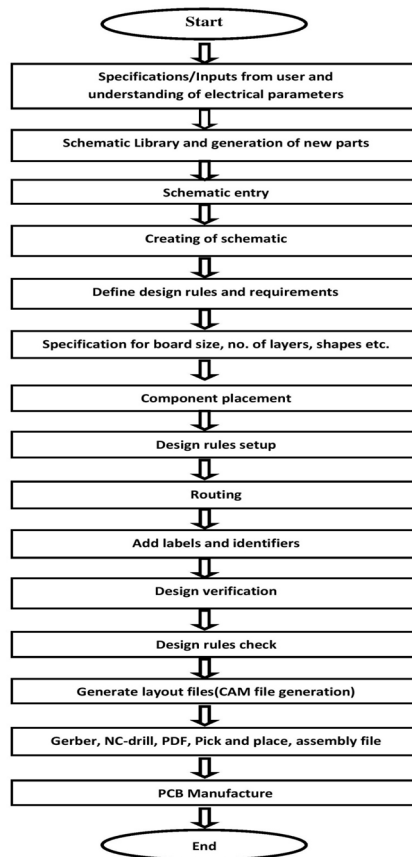 Start
Specifications/Inputs from user and
understanding of electrical parameters
Schematic Library and generation of new parts
Schematic entry
Creating of schematic
Define design rules and requirements
Specification for board size, no. of layers, shapes etc.
Component placement
Design rules setup
Routing
Add labels and identifiers
Design verification
Design rules check
Generate layout files(CAM file generation)
Gerber, NC-drill, PDF, Pick and place, assembly file
PCB Manufacture
End